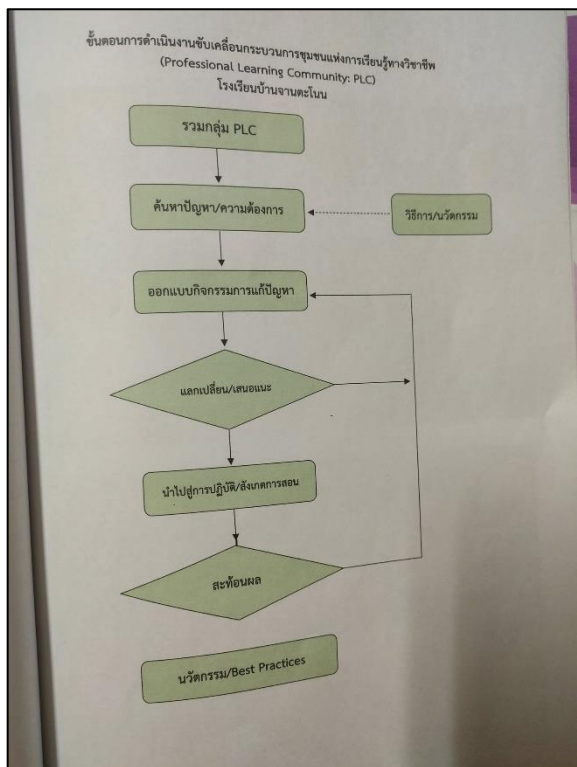 ขั้นตอนการดำเนินงานขับเคลื่อนกระบวนการชุมชนแห่งการเรียนรู้ทางวิชาชีพ
(Professional Learning Community: PLC)
โรงเรียนบ้านจานตะโนน
รวมกลุ่ม PLC
ค้นหาปัญหา/ความต้องการ
วิธีการ/นวัตกรรม
ออกแบบกิจกรรมการแก้ปัญหา
แลกเปลี่ยน/เสนอแนะ
นำไปสู่การปฏิบัติ/สังเกตการสอน
สะท้อนผล
นวัตกรรม/Best Practices